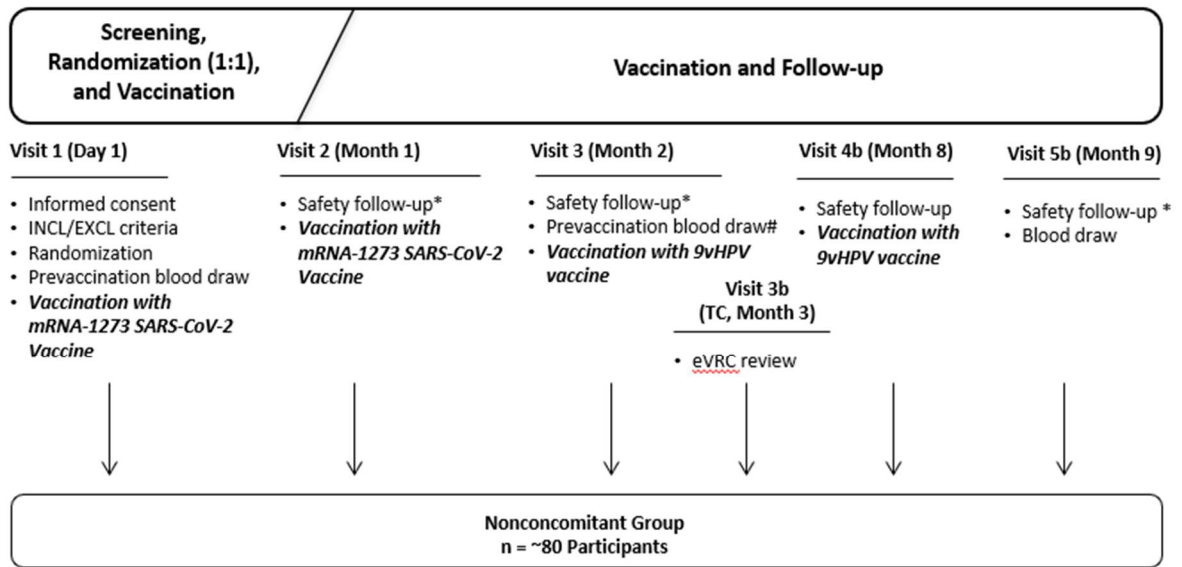 Screening,
Randomization (1:1),
and Vaccination
Vaccination and Follow-up
Visit 1 (Day 1)
• Informed consent
• INCL/EXCL criteria
• Randomization
• Prevaccination blood draw
• Vaccination with
mRNA-1273 SARS-CoV-2
Vaccine
Visit 2 (Month 1)
• Safety follow-up*
• Vaccination with
mRNA-1273 SARS-CoV-2
Vaccine
Visit 3 (Month 2)
• Safety follow-up*
• Prevaccination blood draw#
• Vaccination with 9vHPV
vaccine
Visit 3b
(TC, Month 3)
• eVRC review
Visit 4b (Month 8)
• Safety follow-up
• Vaccination with
9vHPV vaccine
Visit 5b (Month 9)
• Safety follow-up *
• Blood draw
Nonconcomitant Group
n = ~80 Participants